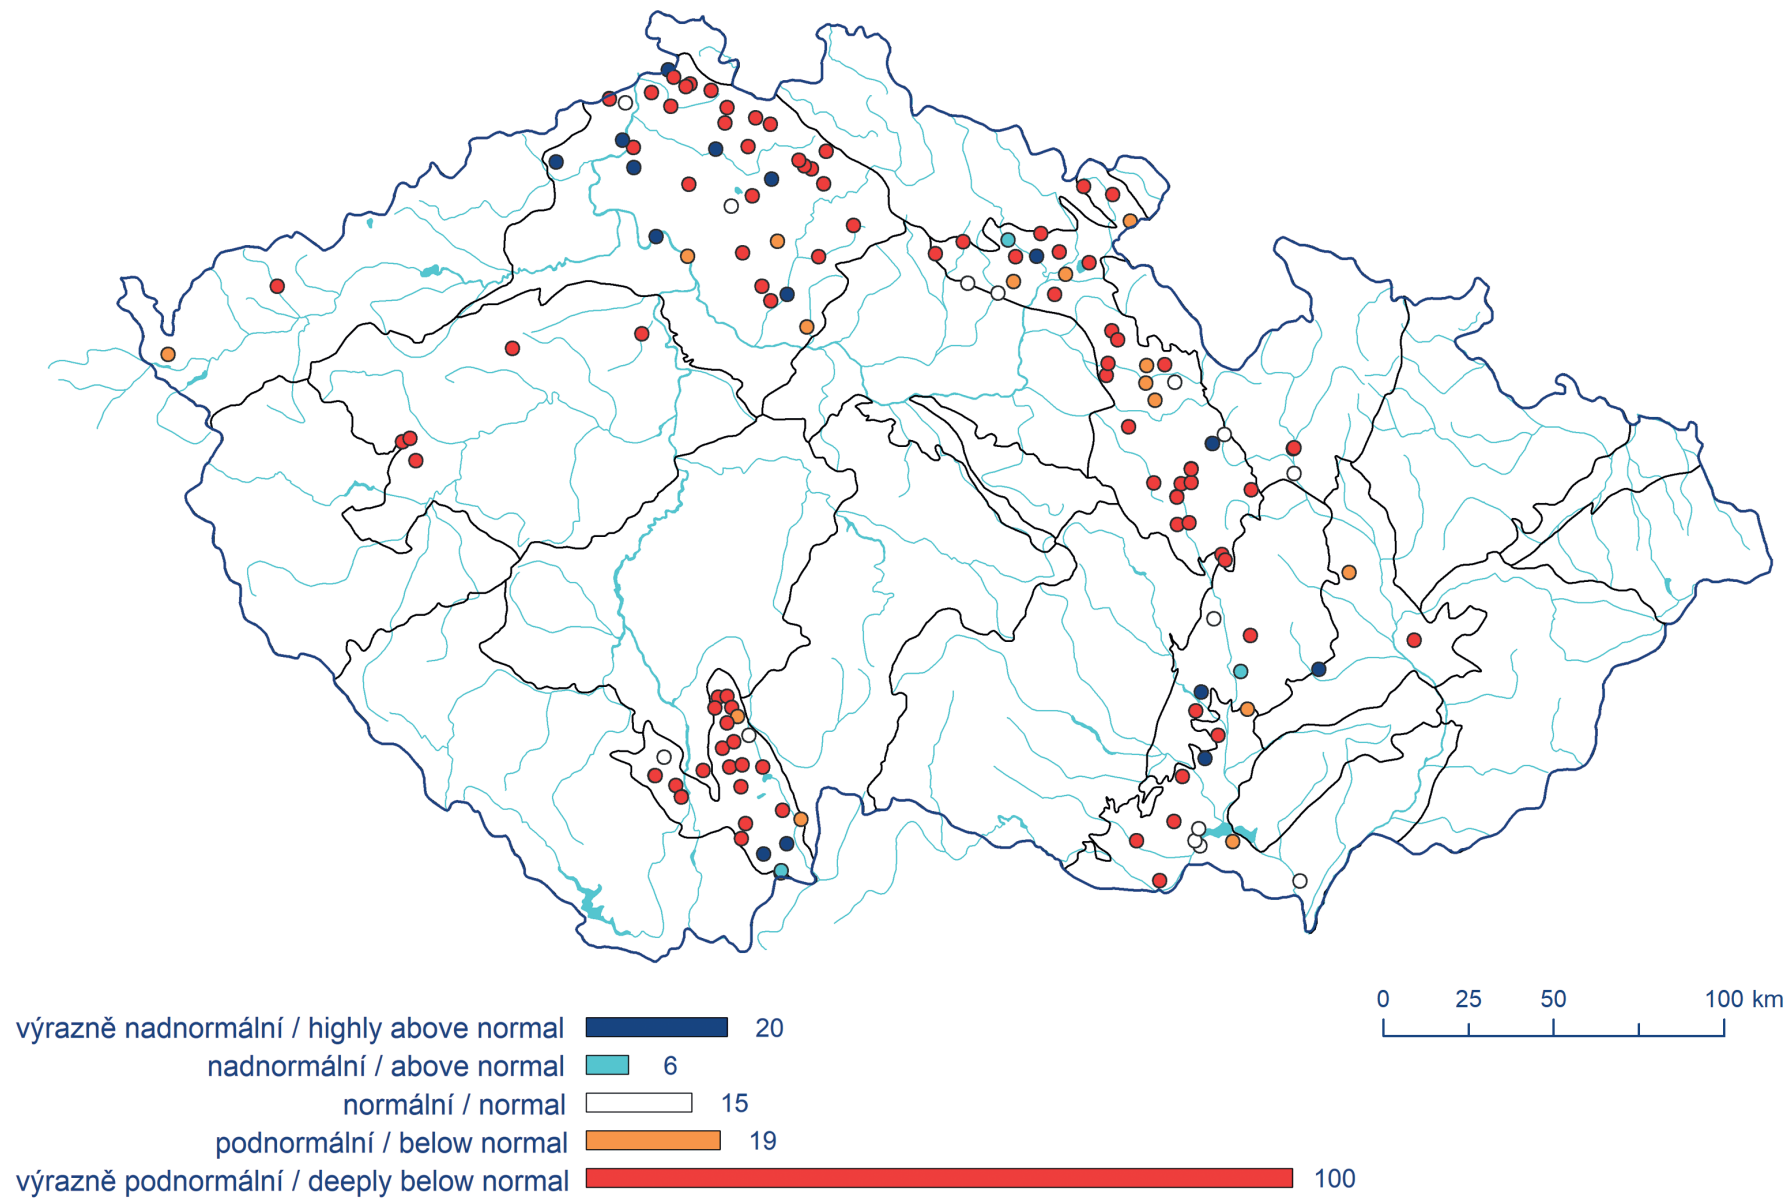 0 25 50 100 km
výrazně nadnormální / highly above normal 20
nadnormální / above normal 6
normální / normal 15
podnormální / below normal 19
výrazně podnormální / deeply below normal 100